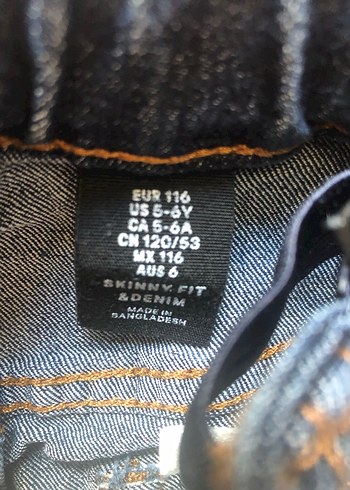 EUR 116
US 5-6Y
CA 5-6A
CN 120/53
MX 116
AUS 6
SKINNY FIT
&DENIM
MADE IN
BANGLADESH